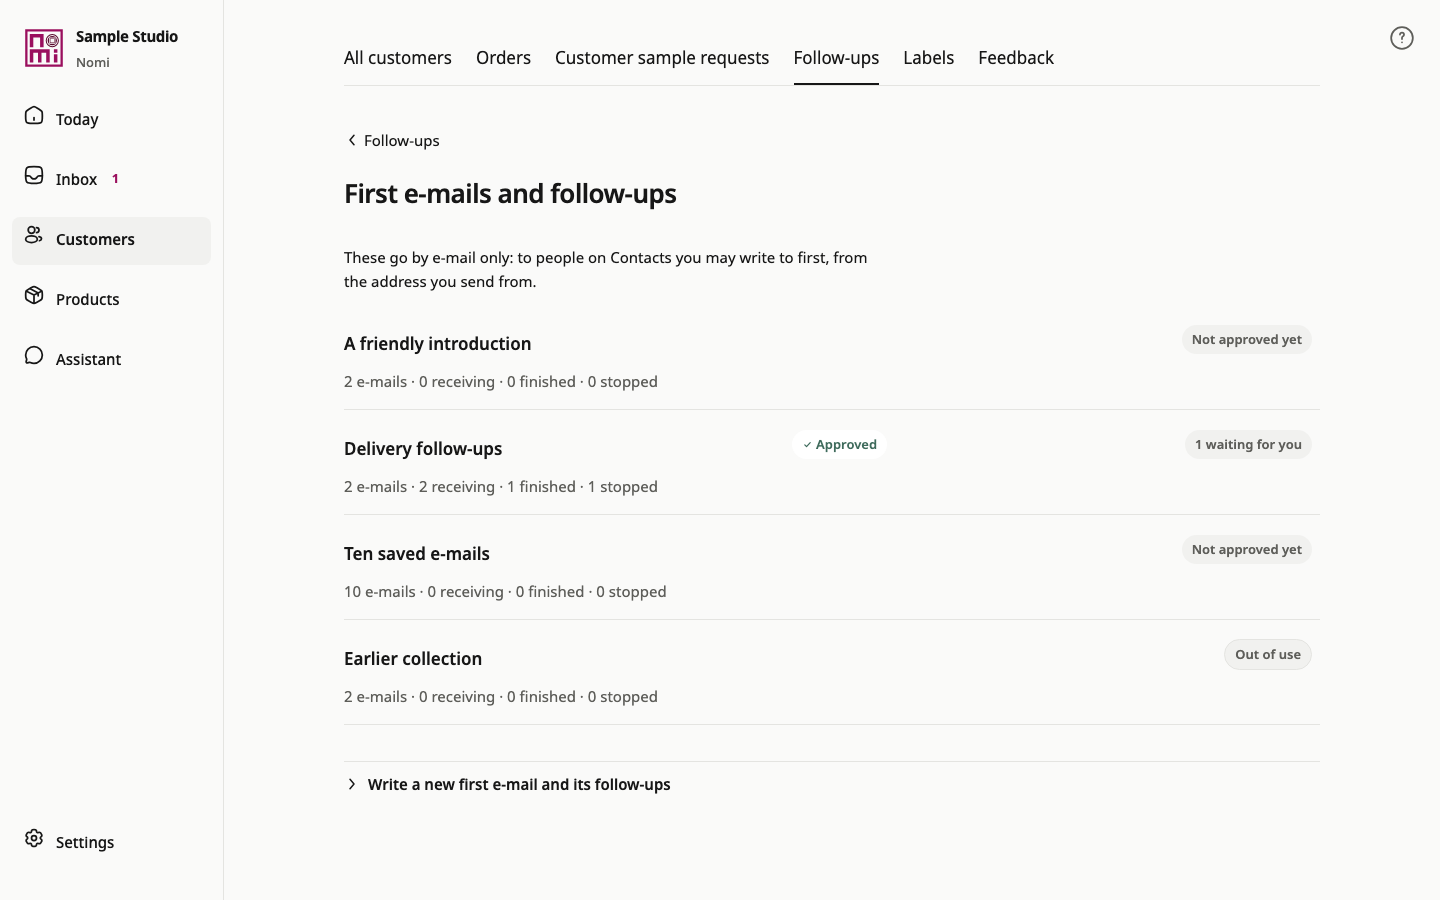 Sample Studio
Nomi
Today
Inbox 1
Customers
Products
Assistant
Settings
All customers Orders Customer sample requests Follow-ups Labels Feedback
Follow-ups
First e-mails and follow-ups
These go by e-mail only: to people on Contacts you may write to first, from
the address you send from.
A friendly introduction Not approved yet
2 e-mails · 0 receiving · 0 finished · 0 stopped
Delivery follow-ups Approved 1 waiting for you
2 e-mails · 2 receiving · 1 finished · 1 stopped
Ten saved e-mails Not approved yet
10 e-mails · 0 receiving · 0 finished · 0 stopped
Earlier collection Out of use
2 e-mails · 0 receiving · 0 finished · 0 stopped
Write a new first e-mail and its follow-ups